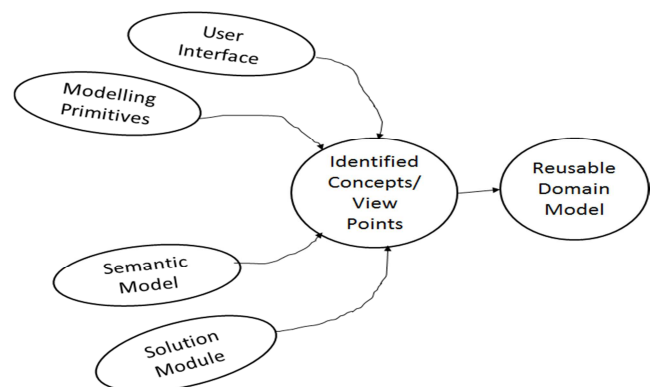 User
Interface
Modelling
Primitives
Identified
Concepts/
View
Points
Reusable
Domain
Model
Semantic
Model
Solution
Module